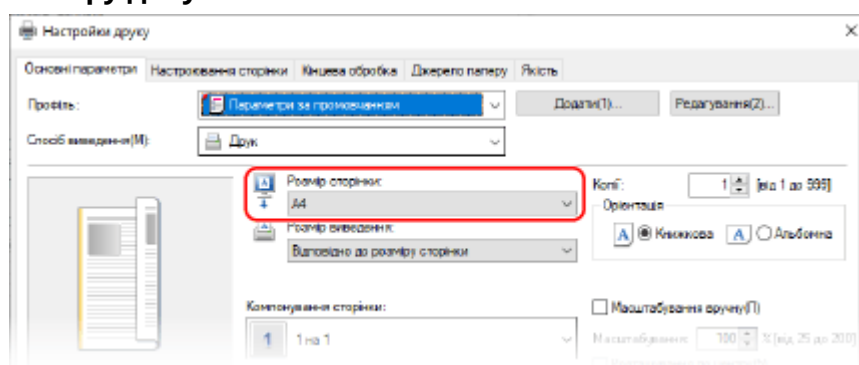 Настройки друку
Основні параметри Настроювання сторінки Кінцева обробка Джерело паперу Якість
Профіль: Параметри за промовчанням Додати(1)... Редагування(2)...
Спосіб виведення(М): Друк
Розмір сторінки:
A4
Розмір виведення:
Відповідно до розміру сторінки
Копії: 1 [від 1 до 999]
Орієнтація
A Книжкова A Альбомна
Компонування сторінки:
1 1 на 1
Масштабування вручну(П)
Масштабування: 100 % [від 25 до 200]